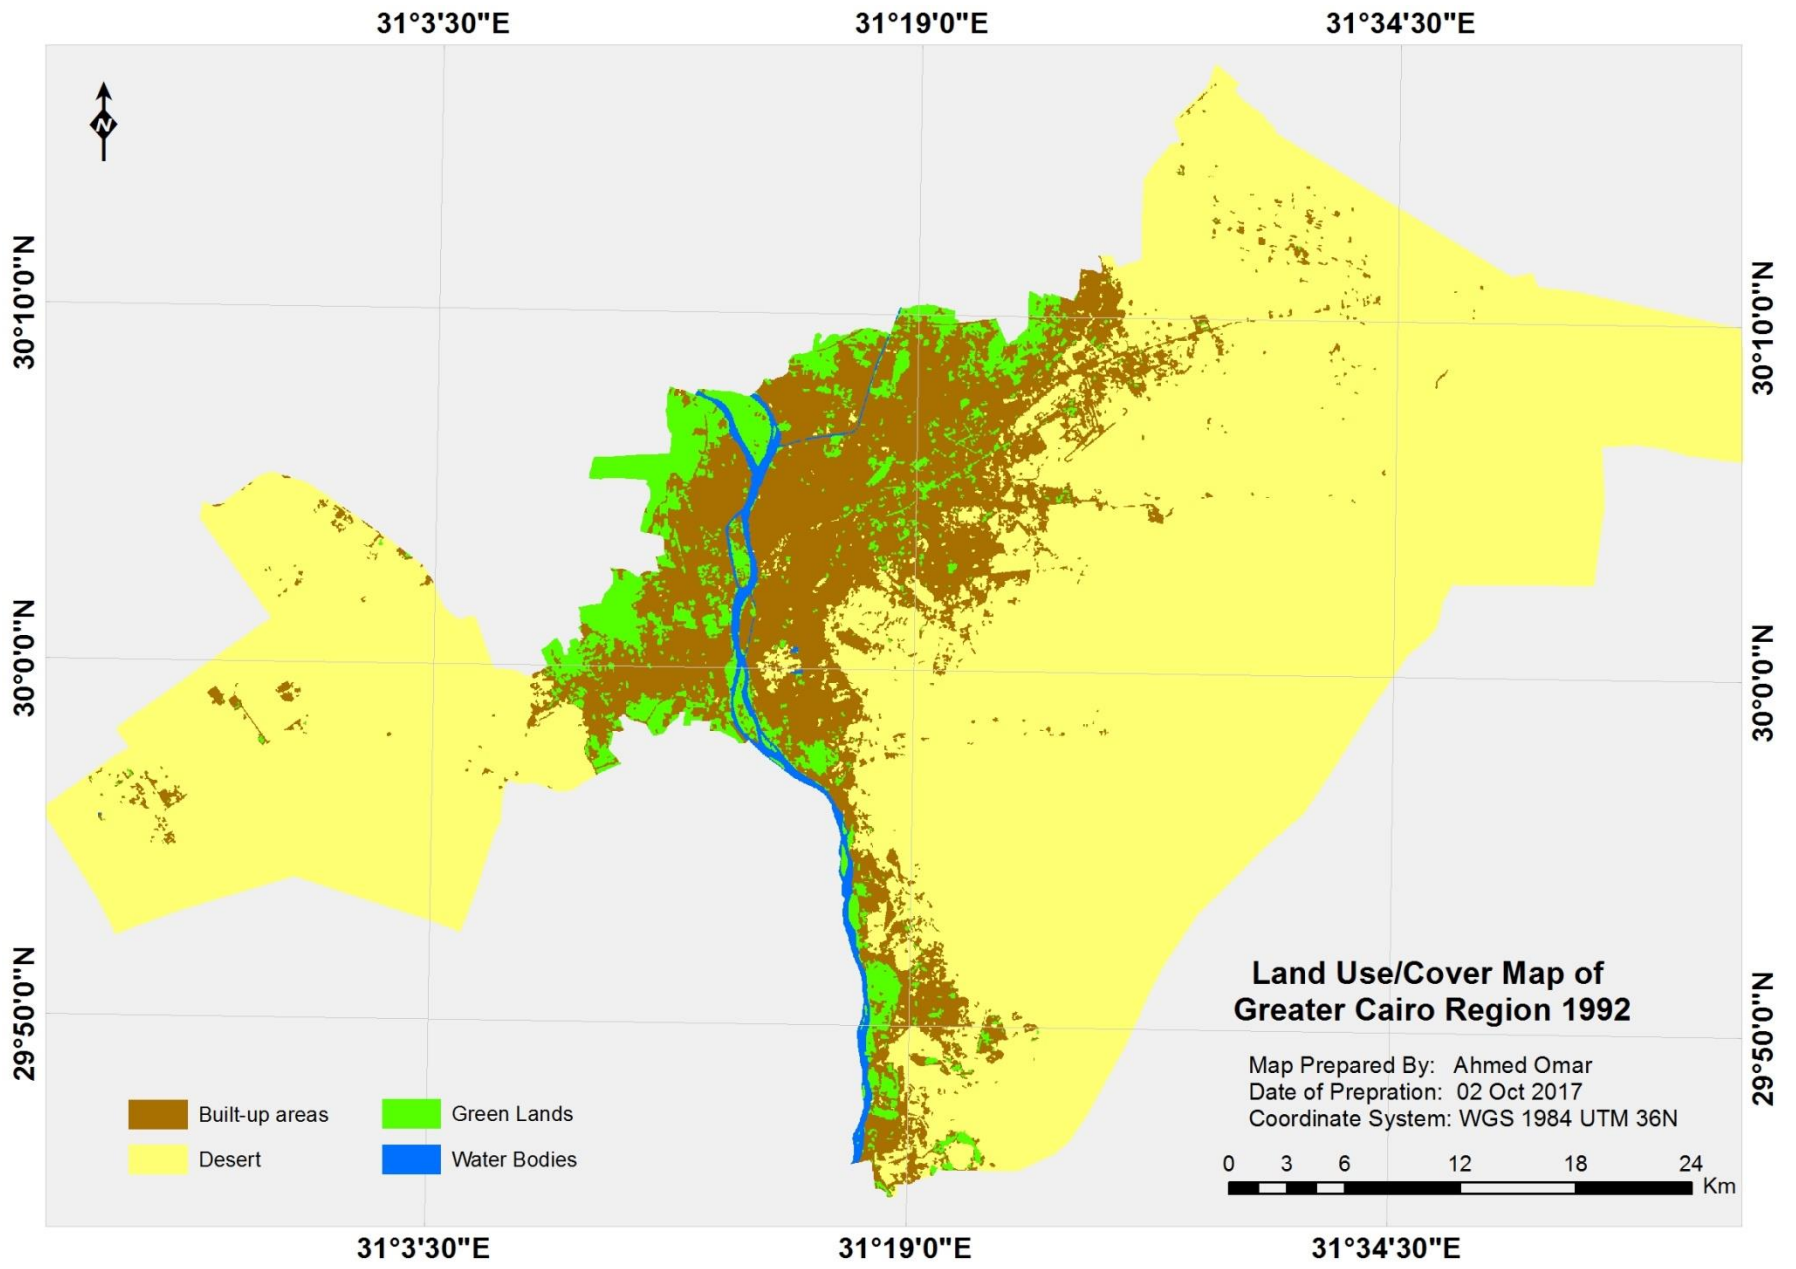 31°3'30"E 31°19'0"E 31°34'30"E
N
30°10'0"N 30°10'0"N
30°0'0"N 30°0'0"N
29°50'0"N 29°50'0"N
Land Use/Cover Map of
Greater Cairo Region 1992
Map Prepared By: Ahmed Omar
Date of Prepration: 02 Oct 2017
Coordinate System: WGS 1984 UTM 36N
Built-up areas Green Lands
Desert Water Bodies
0 3 6 12 18 24
Km
31°3'30"E 31°19'0"E 31°34'30"E